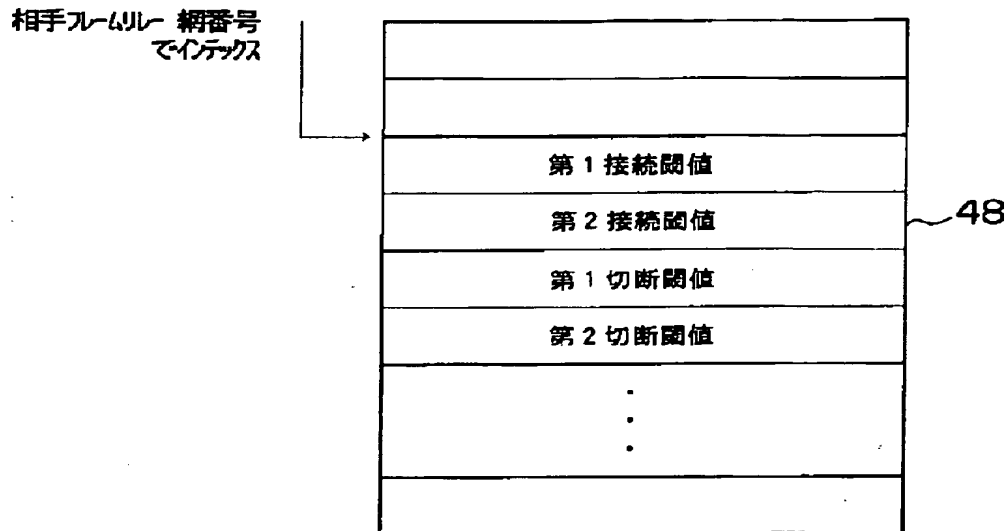 相手フレームリレー 網番号
でインデックス
第1接続閾値
第2接続閾値
48
第1切断閾値
第2切断閾値